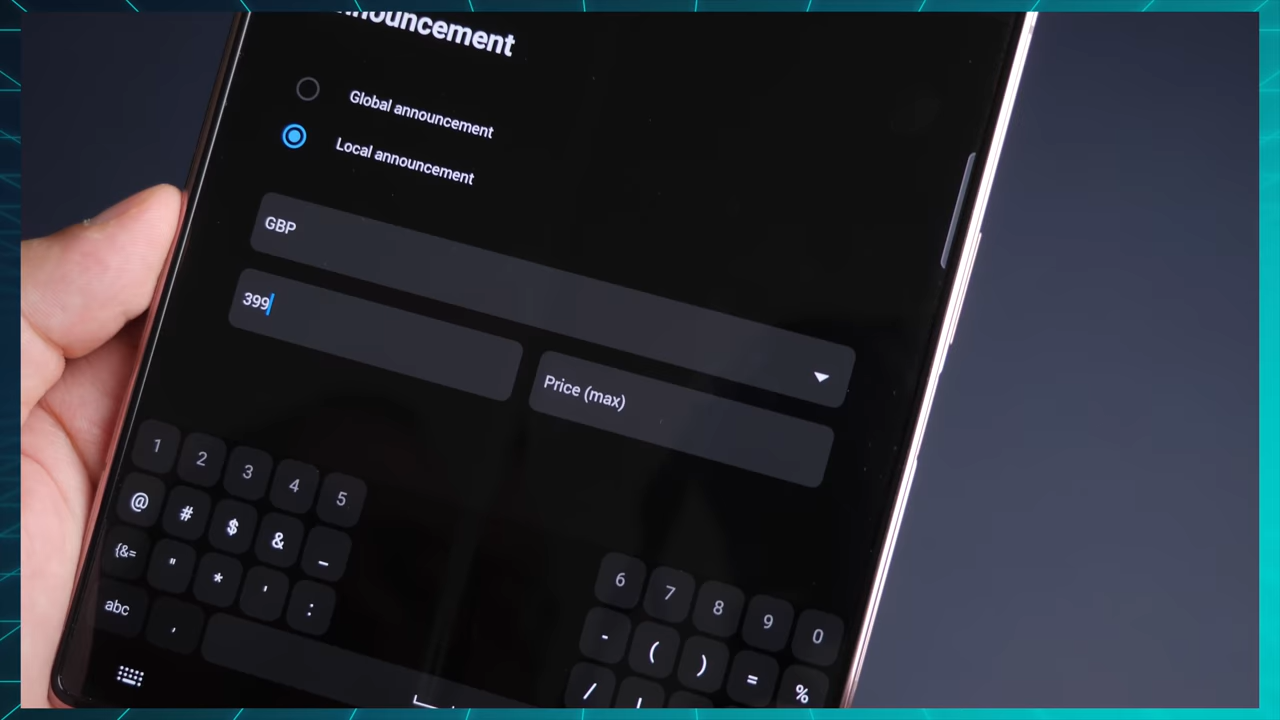 announcement
Global announcement
Local announcement
GBP
399
Price (max)
1 2 3 4 5
@ # $ & _
{&= " * ' :
abc ,
6 7 8 9 0
- ( ) = %
/